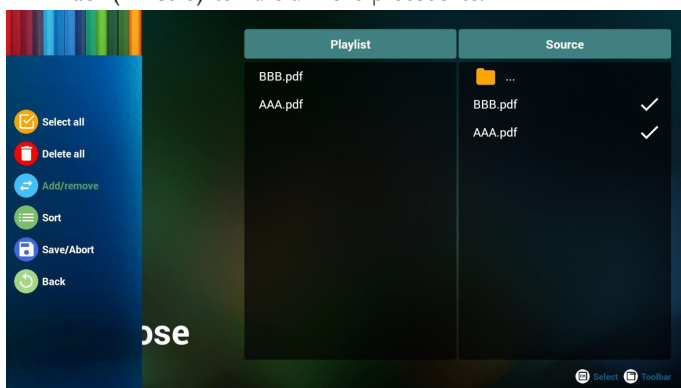 Playlist
Source
BBB.pdf
AAA.pdf
...
BBB.pdf
AAA.pdf
Select all
Delete all
Add/remove
Sort
Save/Abort
Back
ose
Select
Toolbar